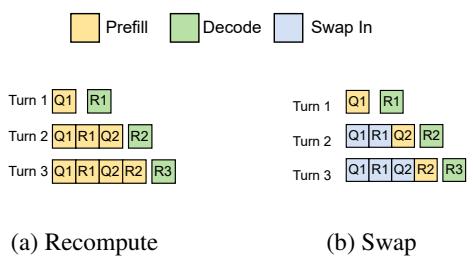 Prefill Decode Swap In
Turn 1 Q1 R1
Turn 2 Q1 R1 Q2 R2
Turn 3 Q1 R1 Q2 R2 R3
(a) Recompute
Turn 1 Q1 R1
Turn 2 Q1 R1 Q2 R2
Turn 3 Q1 R1 Q2 R2 R3
(b) Swap